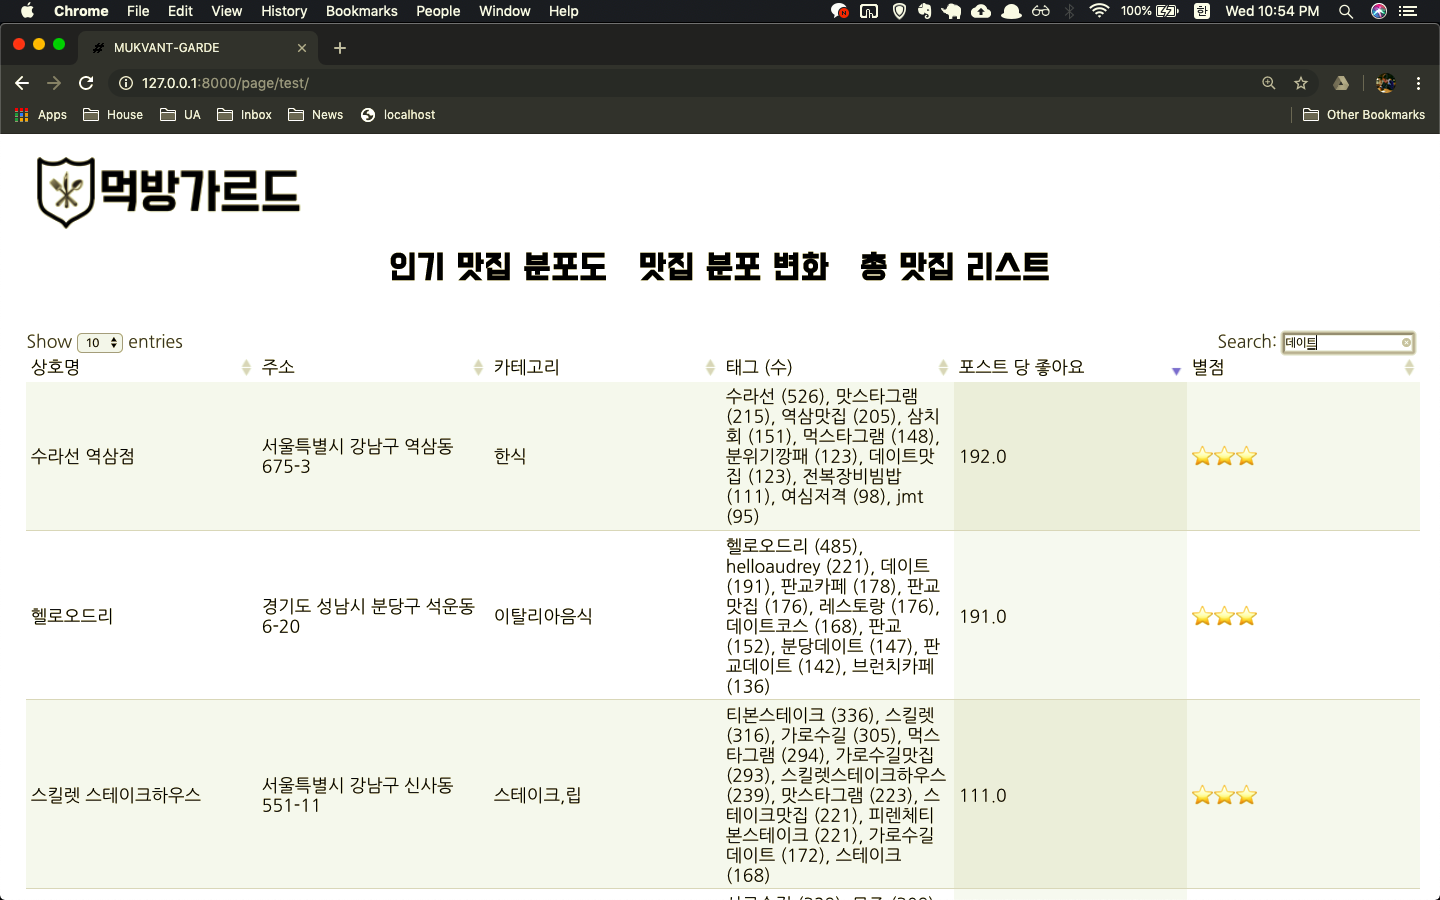 Chrome File Edit View History Bookmarks People Window Help 100% 한 Wed 10:54 PM
MUKVANT-GARDE
127.0.0.1:8000/page/test/
Apps House UA Inbox News localhost Other Bookmarks
먹방가르드
인기 맛집 분포도 맛집 분포 변화 총 맛집 리스트
Show 10 entries Search: 데이트
상호명 주소 카테고리 태그 (수) 포스트 당 좋아요 별점
수라선 역삼점
서울특별시 강남구 역삼동
675-3
한식
수라선 (526), 맛스타그램
(215), 역삼맛집 (205), 삼치
회 (151), 먹스타그램 (148),
분위기깡패 (123), 데이트맛
집 (123), 전복장비빔밥
(111), 여심저격 (98), jmt
(95)
192.0
헬로오드리
경기도 성남시 분당구 석운동
6-20
이탈리아음식
헬로오드리 (485),
helloaudrey (221), 데이트
(191), 판교카페 (178), 판교
맛집 (176), 레스토랑 (176),
데이트코스 (168), 판교
(152), 분당데이트 (147), 판
교데이트 (142), 브런치카페
(136)
191.0
스킬렛 스테이크하우스
서울특별시 강남구 신사동
551-11
스테이크,립
티본스테이크 (336), 스킬렛
(316), 가로수길 (305), 먹스
타그램 (294), 가로수길맛집
(293), 스킬렛스테이크하우스
(239), 맛스타그램 (223), 스
테이크맛집 (221), 피렌체티
본스테이크 (221), 가로수길
데이트 (172), 스테이크
(168)
111.0